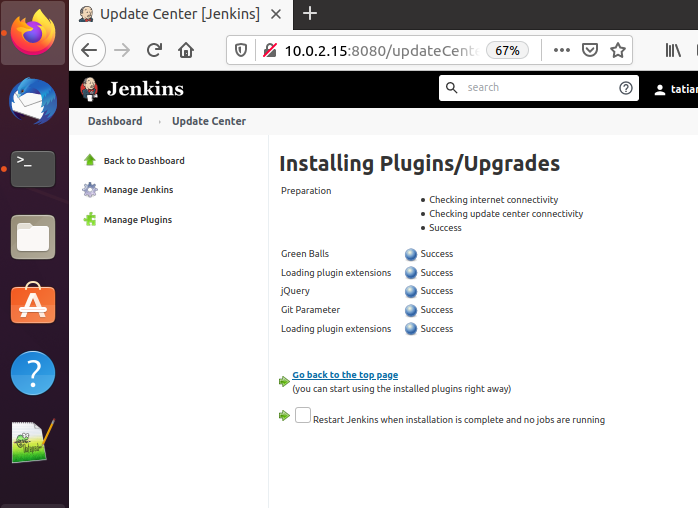 Update Center [Jenkins]
10.0.2.15:8080/updateCente
67%
Jenkins
search
tatian
Dashboard
Update Center
Back to Dashboard
Manage Jenkins
Manage Plugins
Installing Plugins/Upgrades
Preparation
Checking internet connectivity
Checking update center connectivity
Success
Green Balls Success
Loading plugin extensions Success
jQuery Success
Git Parameter Success
Loading plugin extensions Success
Go back to the top page
(you can start using the installed plugins right away)
Restart Jenkins when installation is complete and no jobs are running